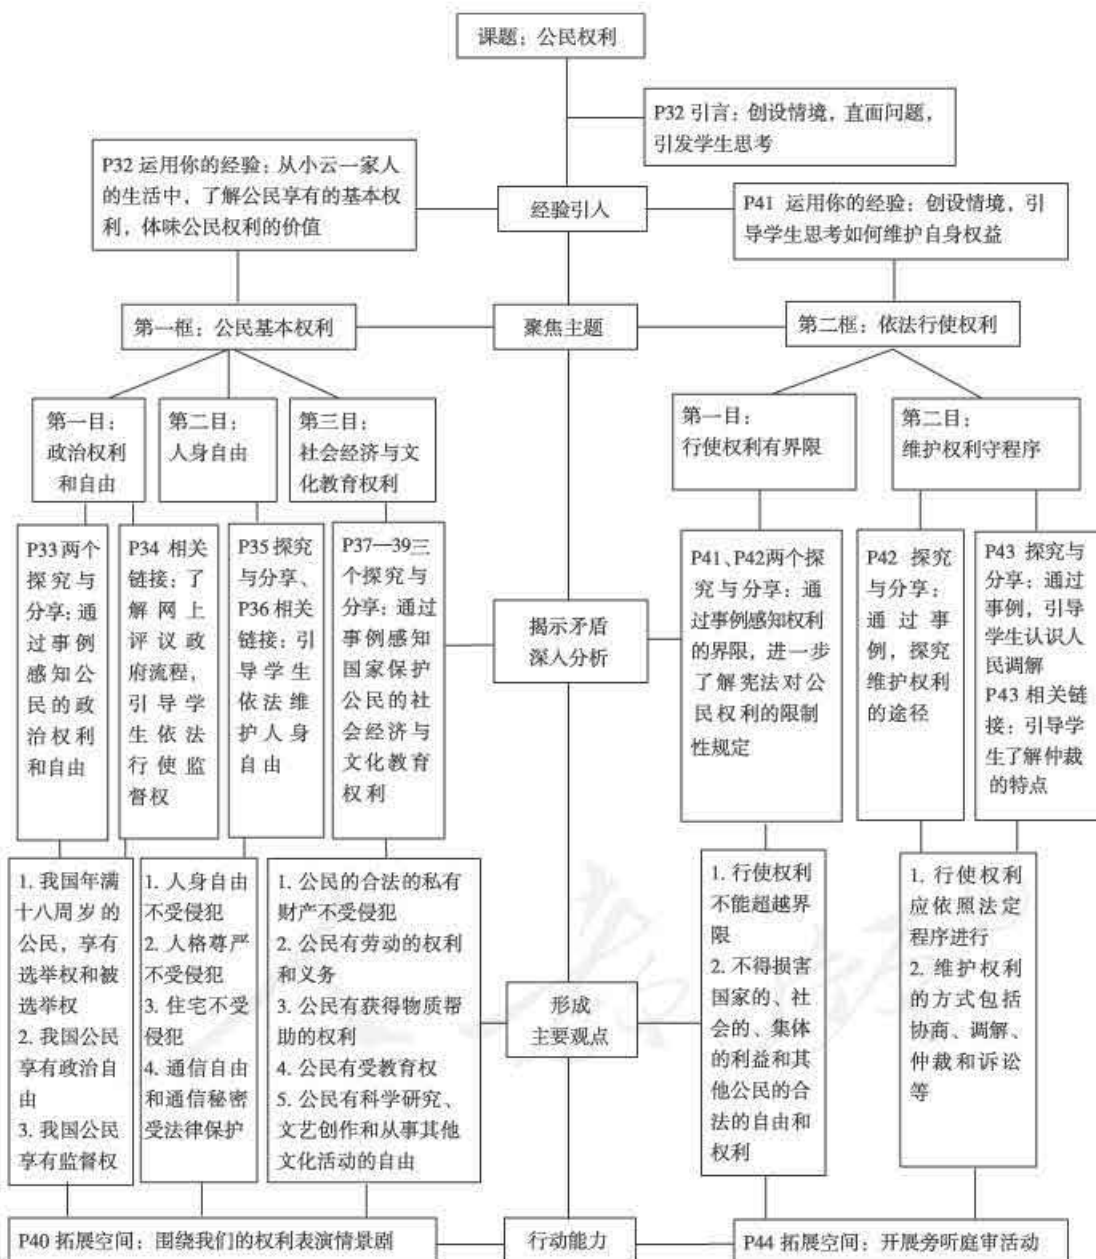 课题：公民权利
P32 引言：创设情境，直面问题，
引发学生思考
P32 运用你的经验：从小云一家人
的生活中，了解公民享有的基本权
利，体味公民权利的价值
经验引入
P41 运用你的经验：创设情境，引
导学生思考如何维护自身权益
第一框：公民基本权利
聚焦主题
第二框：依法行使权利
第一目：
政治权利
和自由
第二目：
人身自由
第三目：
社会经济与文
化教育权利
第一目：
行使权利有界限
第二目：
维护权利守程序
P33两个
探究与
分享：通
过事例
感知公
民的政
治权利
和自由
P34 相关
链接：了
解网上
评议政
府流程，
引导学
生依法
行使监
督权
P35 探究
与分享、
P36相关
链接：引
导学生
依法维
护人身
自由
P37—39三
个探究与
分享：通过
事例感知
国家保护
公民的社
会经济与
文化教育
权利
揭示矛盾
深入分析
P41、P42两个探
究与分享：通
过事例感知权利
的界限，进一步
了解宪法对公
民权利的限制
性规定
P42 探究
与分享：
通过事
例，探究
维护权利
的途径
P43 探究与
分享：通过
事例，引导
学生认识人
民调解
P43 相关链
接：引导学
生了解仲裁
的特点
1. 我国年满
十八周岁的
公民，享有
选举权和被
选举权
2. 我国公民
享有政治自
由
3. 我国公民
享有监督权
1. 人身自由
不受侵犯
2. 人格尊严
不受侵犯
3. 住宅不受
侵犯
4. 通信自由
和通信秘密
受法律保护
1. 公民的合法的私有
财产不受侵犯
2. 公民有劳动的权利
和义务
3. 公民有获得物质帮
助的权利
4. 公民有受教育权
5. 公民有科学研究、
文艺创作和从事其他
文化活动的自由
形成
主要观点
1. 行使权利
不能超越界
限
2. 不得损害
国家的、社
会的、集体
的利益和其
他公民的合
法的自由和
权利
1. 行使权利
应依照法定
程序进行
2. 维护权利
的方式包括
协商、调解、
仲裁和诉讼
等
P40 拓展空间：围绕我们的权利表演情景剧
行动能力
P44 拓展空间：开展旁听庭审活动